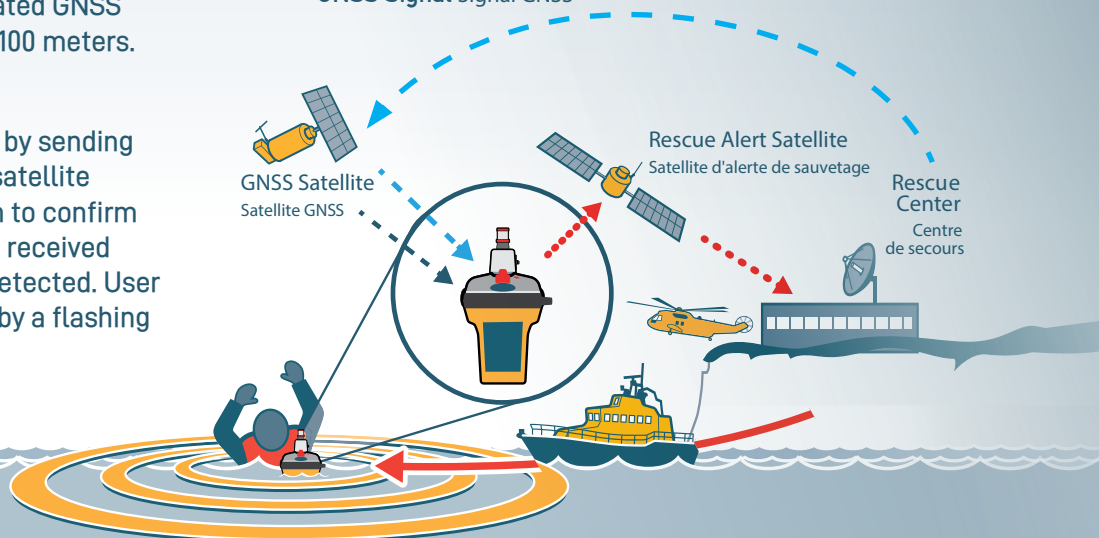 ated GNSS
100 meters.
by sending
satellite
n to confirm
received
etected. User
by a flashing
GNSS Signal Signal GNSS
GNSS Satellite
Satellite GNSS
Rescue Alert Satellite
Satellite d'alerte de sauvetage
Rescue
Center
Centre
de secours